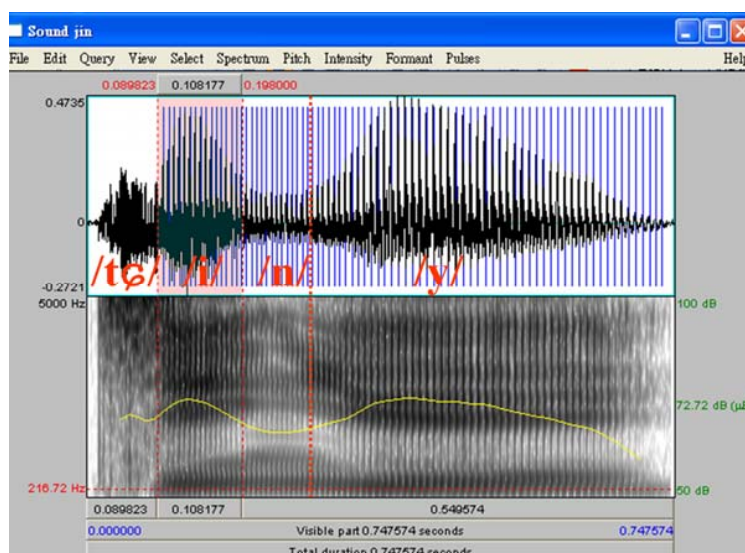 Sound jin
File Edit Query View Select Spectrum Pitch Intensity Formant Pulses Help
0.089823 0.108177 0.198000
0.4735
0
-0.2721
/tɕ/ /i/ /n/ /y/
5000 Hz 100 dB
72.72 dB (µ
216.72 Hz 50 dB
0.089823 0.108177 0.549574
0.000000 Visible part 0.747574 seconds 0.747574
Total duration 0.747574 seconds